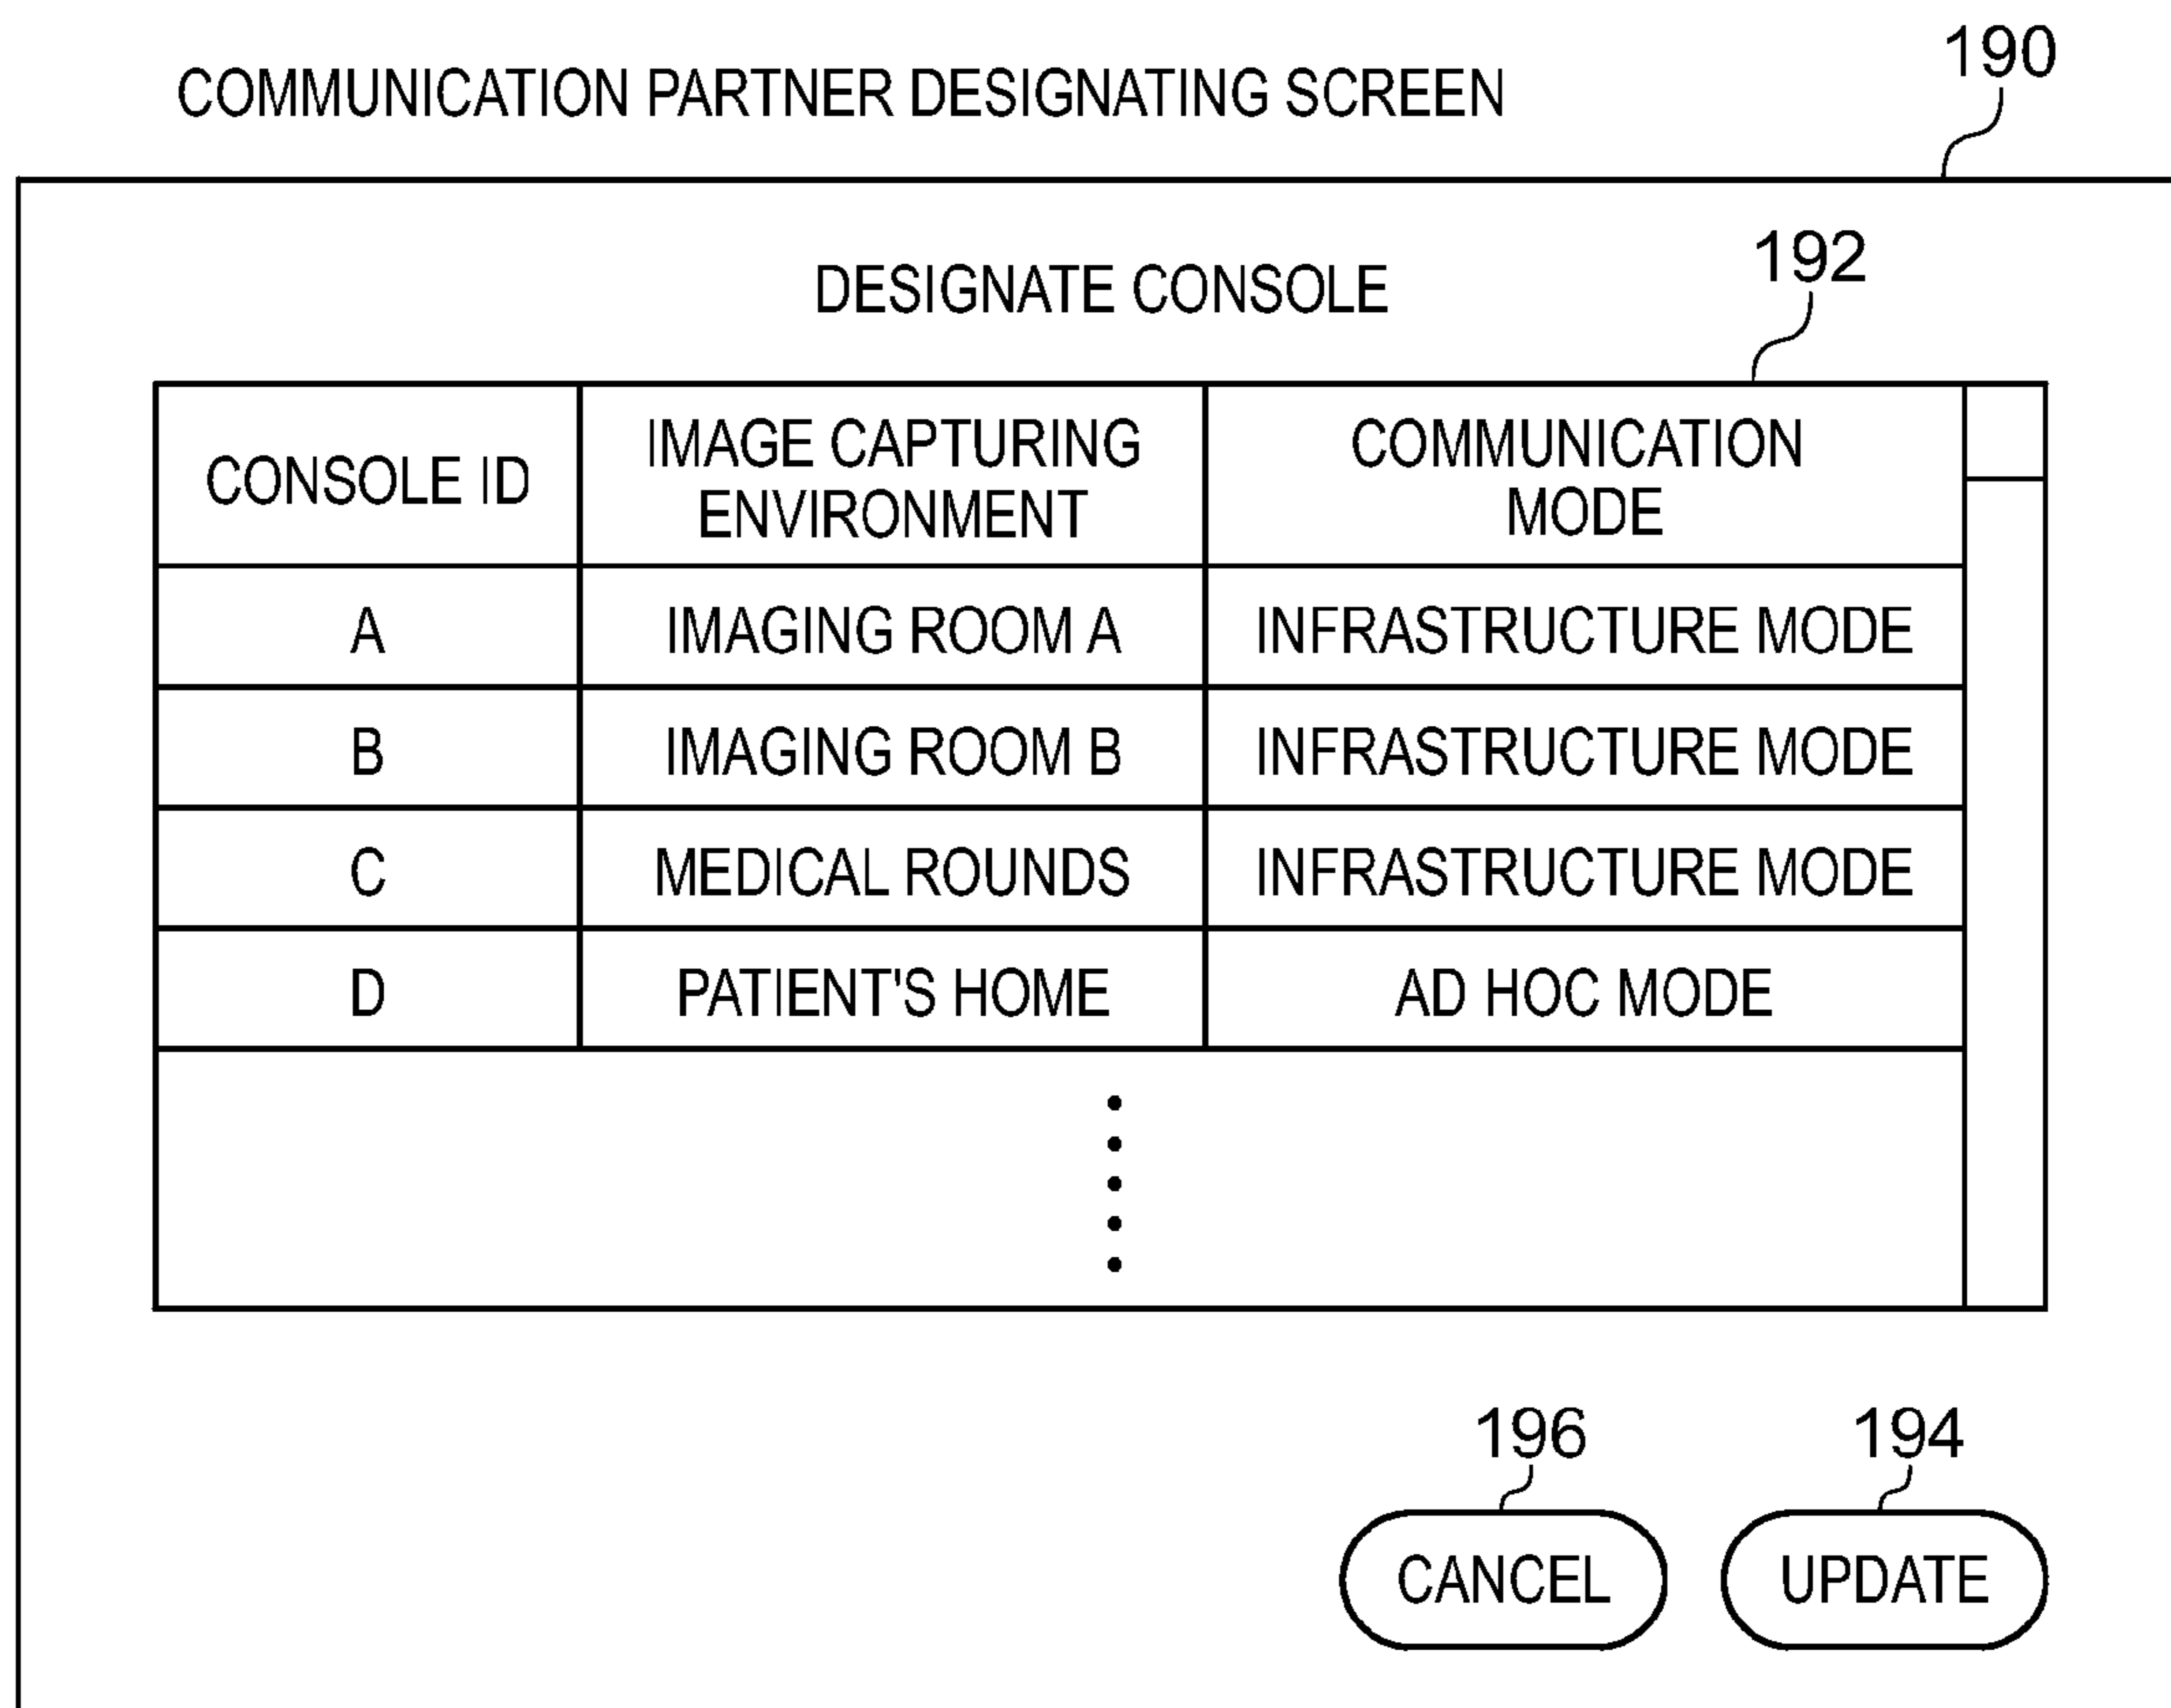 190
COMMUNICATION PARTNER DESIGNATING SCREEN
192
DESIGNATE CONSOLE
CONSOLE ID
IMAGE CAPTURING
ENVIRONMENT
COMMUNICATION
MODE
A IMAGING ROOM A INFRASTRUCTURE MODE
B IMAGING ROOM B INFRASTRUCTURE MODE
C MEDICAL ROUNDS INFRASTRUCTURE MODE
D PATIENT'S HOME AD HOC MODE
196 194
CANCEL UPDATE